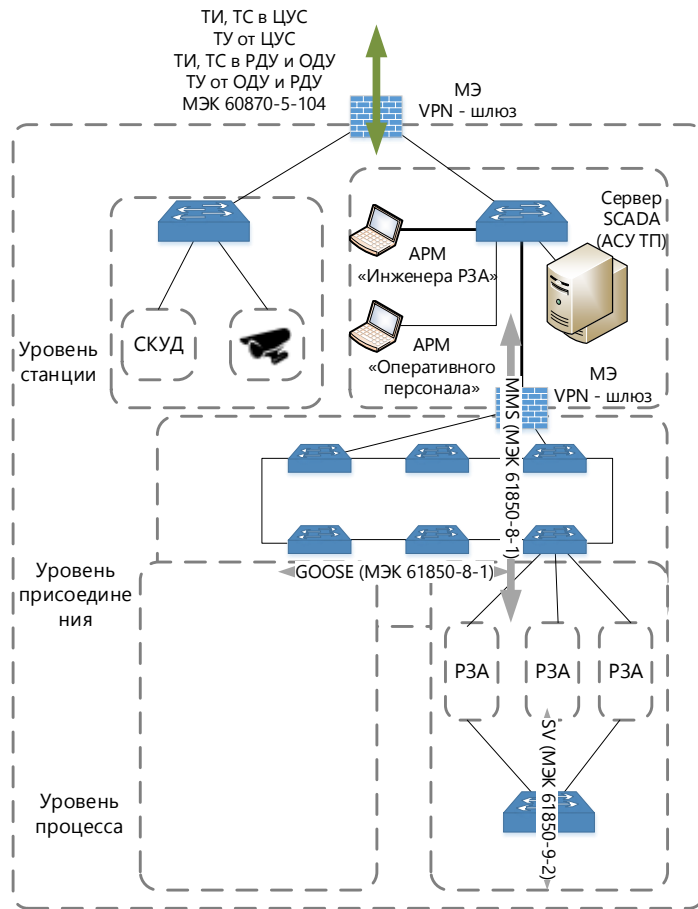 ТИ, ТС в ЦУС
ТУ от ЦУС
ТИ, ТС в РДУ и ОДУ
ТУ от ОДУ и РДУ
МЭК 60870-5-104
МЭ
VPN - шлюз
Сервер
SCADA
(АСУ ТП)
АРМ
«Инженера РЗА»
СКУД
АРМ
«Оперативного
персонала»
Уровень
станции
МЭ
VPN - шлюз
MMS (МЭК 61850-8-1)
GOOSE (МЭК 61850-8-1)
Уровень
присоедине
ния
РЗА
РЗА
РЗА
SV (МЭК 61850-9-2)
Уровень
процесса